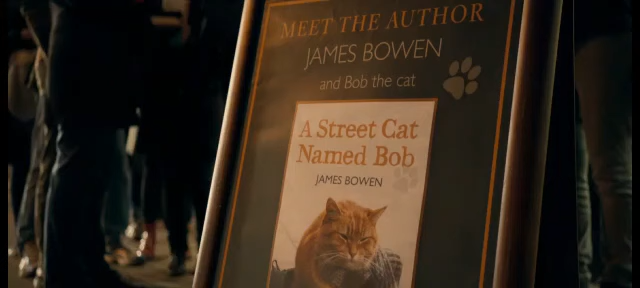 MEET THE AUTHOR
JAMES BOWEN
and Bob the cat
A Street Cat
Named Bob
JAMES BOWEN